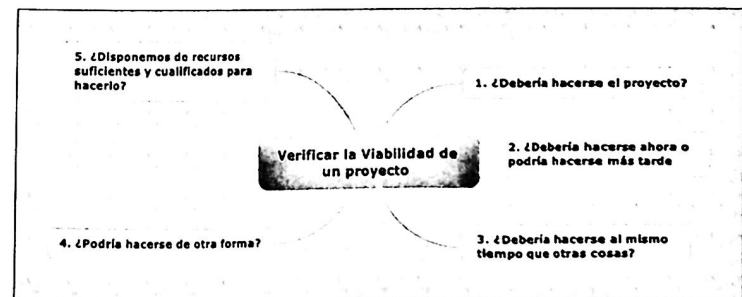 5. ¿Disponemos de recursos
suficientes y cualificados para
hacerlo?
1. ¿Debería hacerse el proyecto?
Verificar la Viabilidad de
un proyecto
2. ¿Debería hacerse ahora o
podría hacerse más tarde
4. ¿Podría hacerse de otra forma?
3. ¿Debería hacerse al mismo
tiempo que otras cosas?